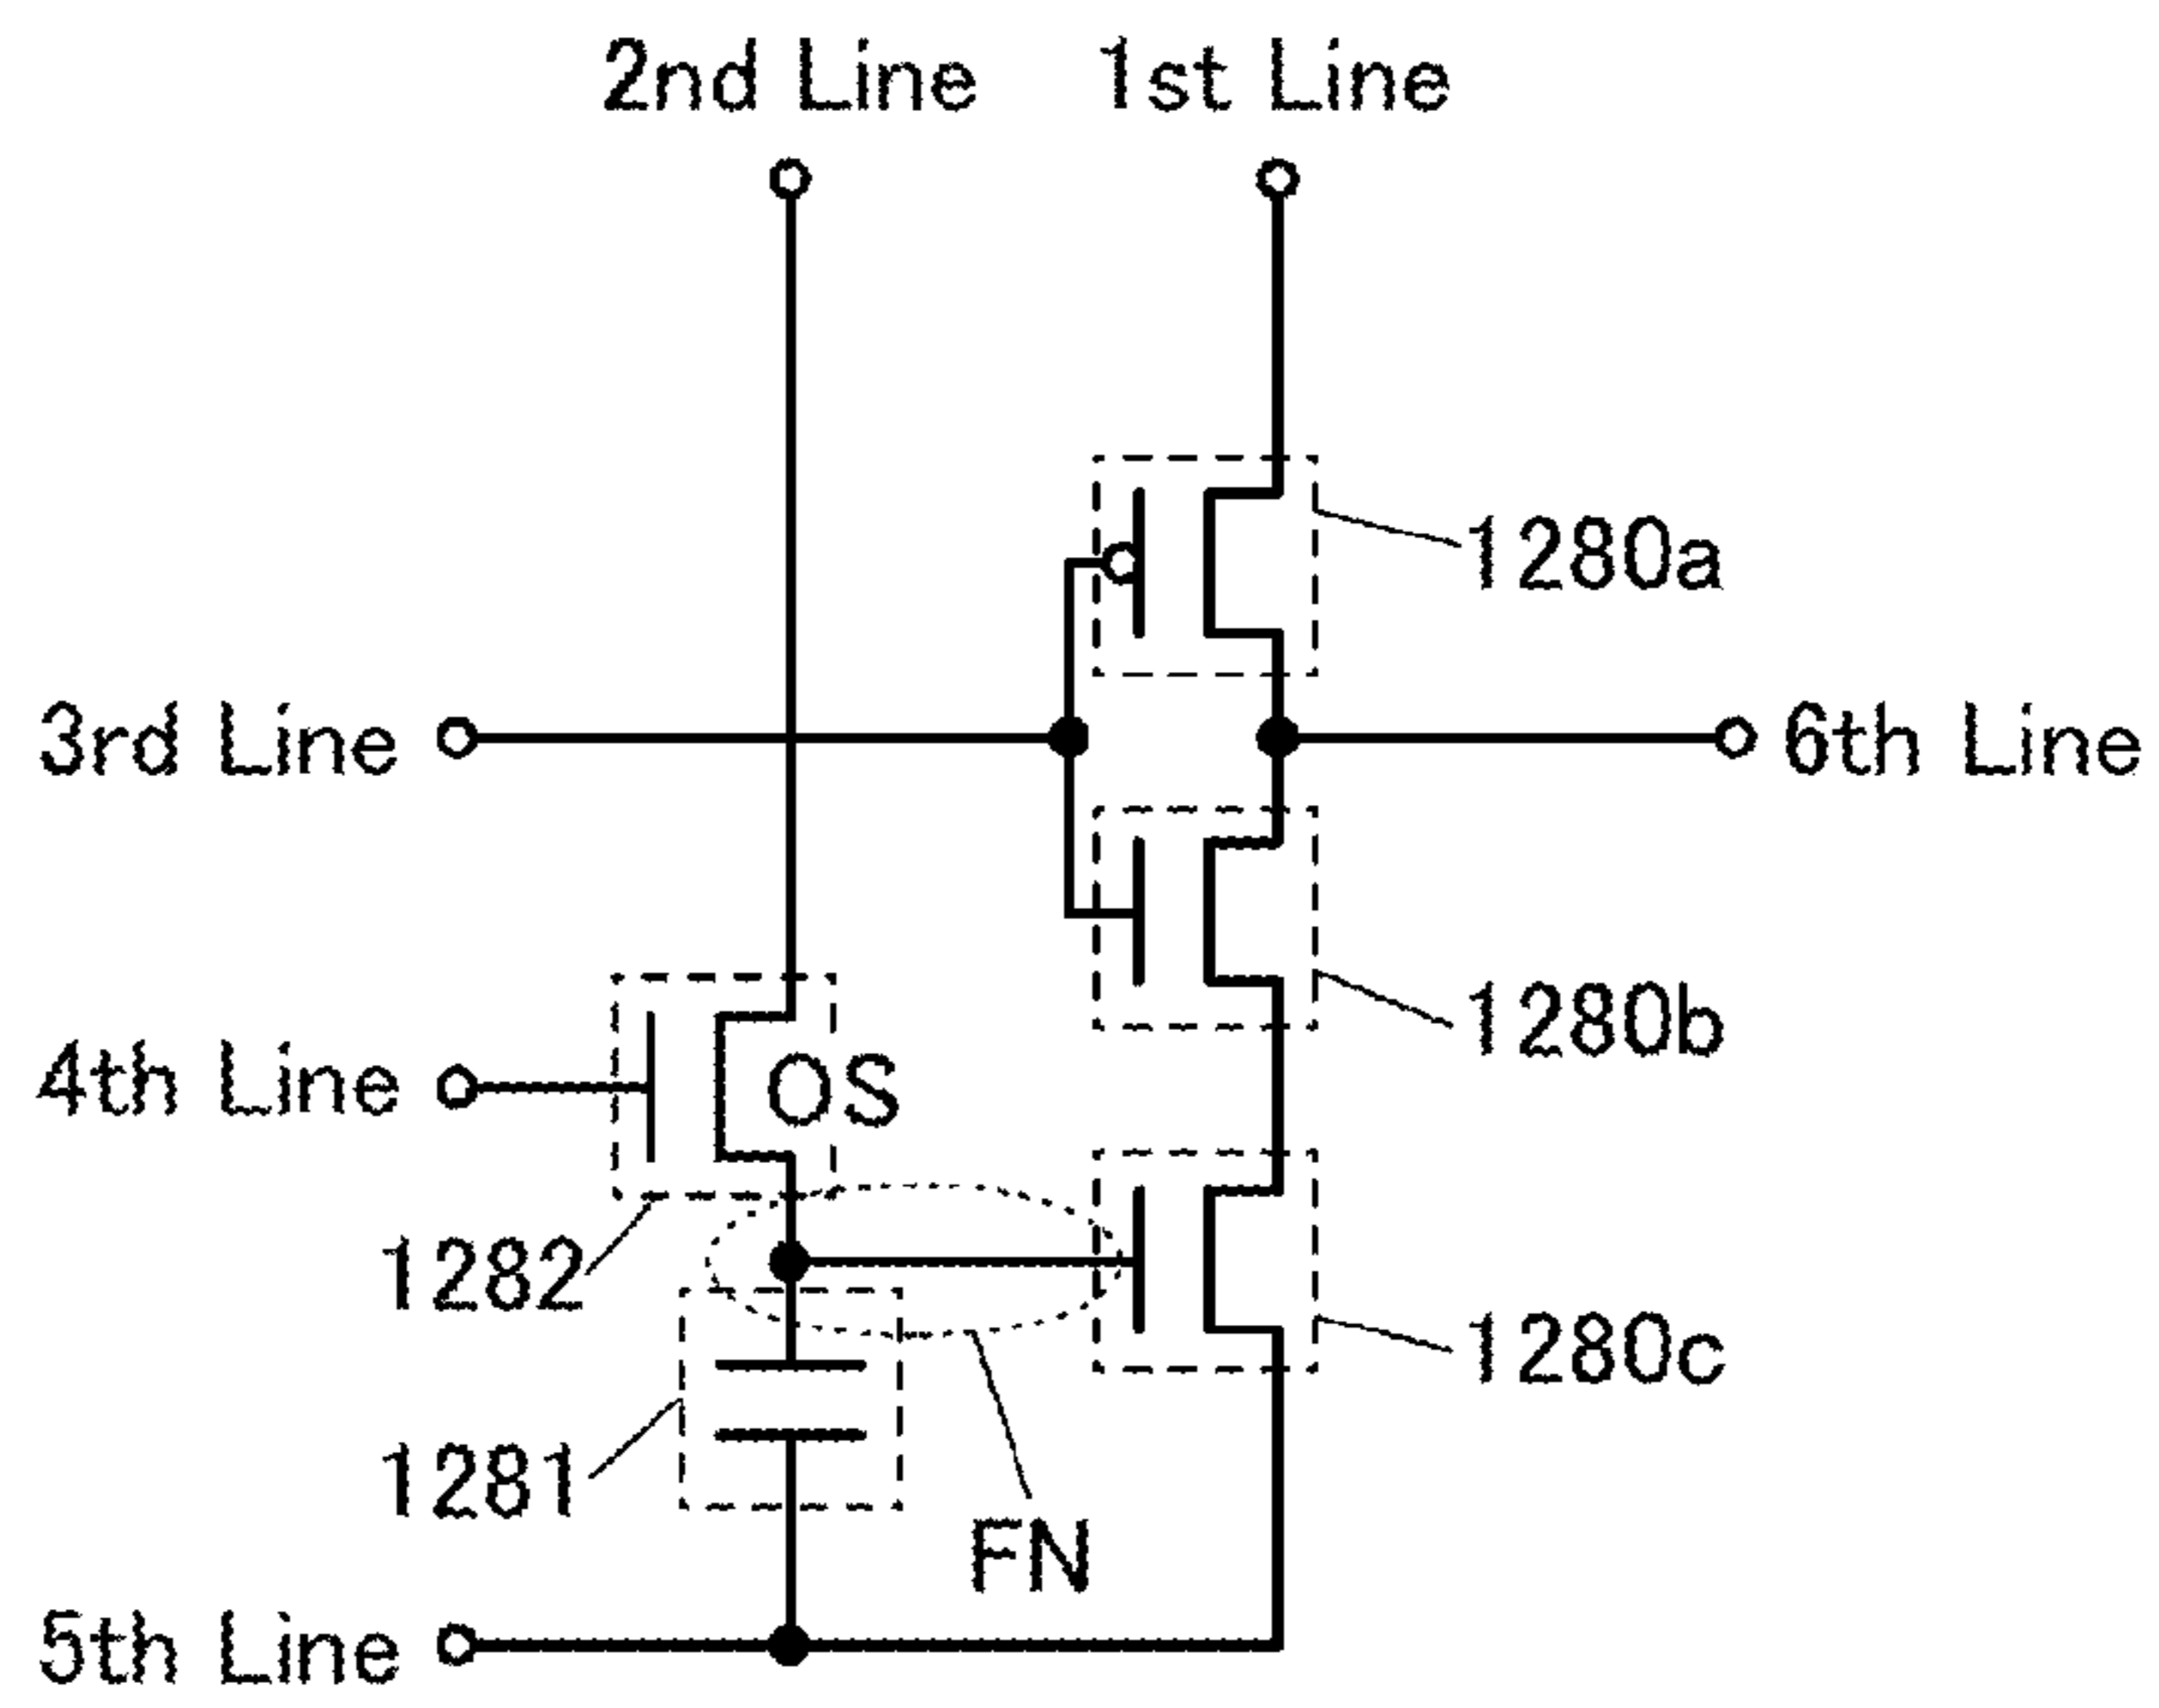 2nd Line 1st Line
1280a
3rd Line 6th Line
1280b
4th Line OS
1282
1280c
1281
FN
5th Line